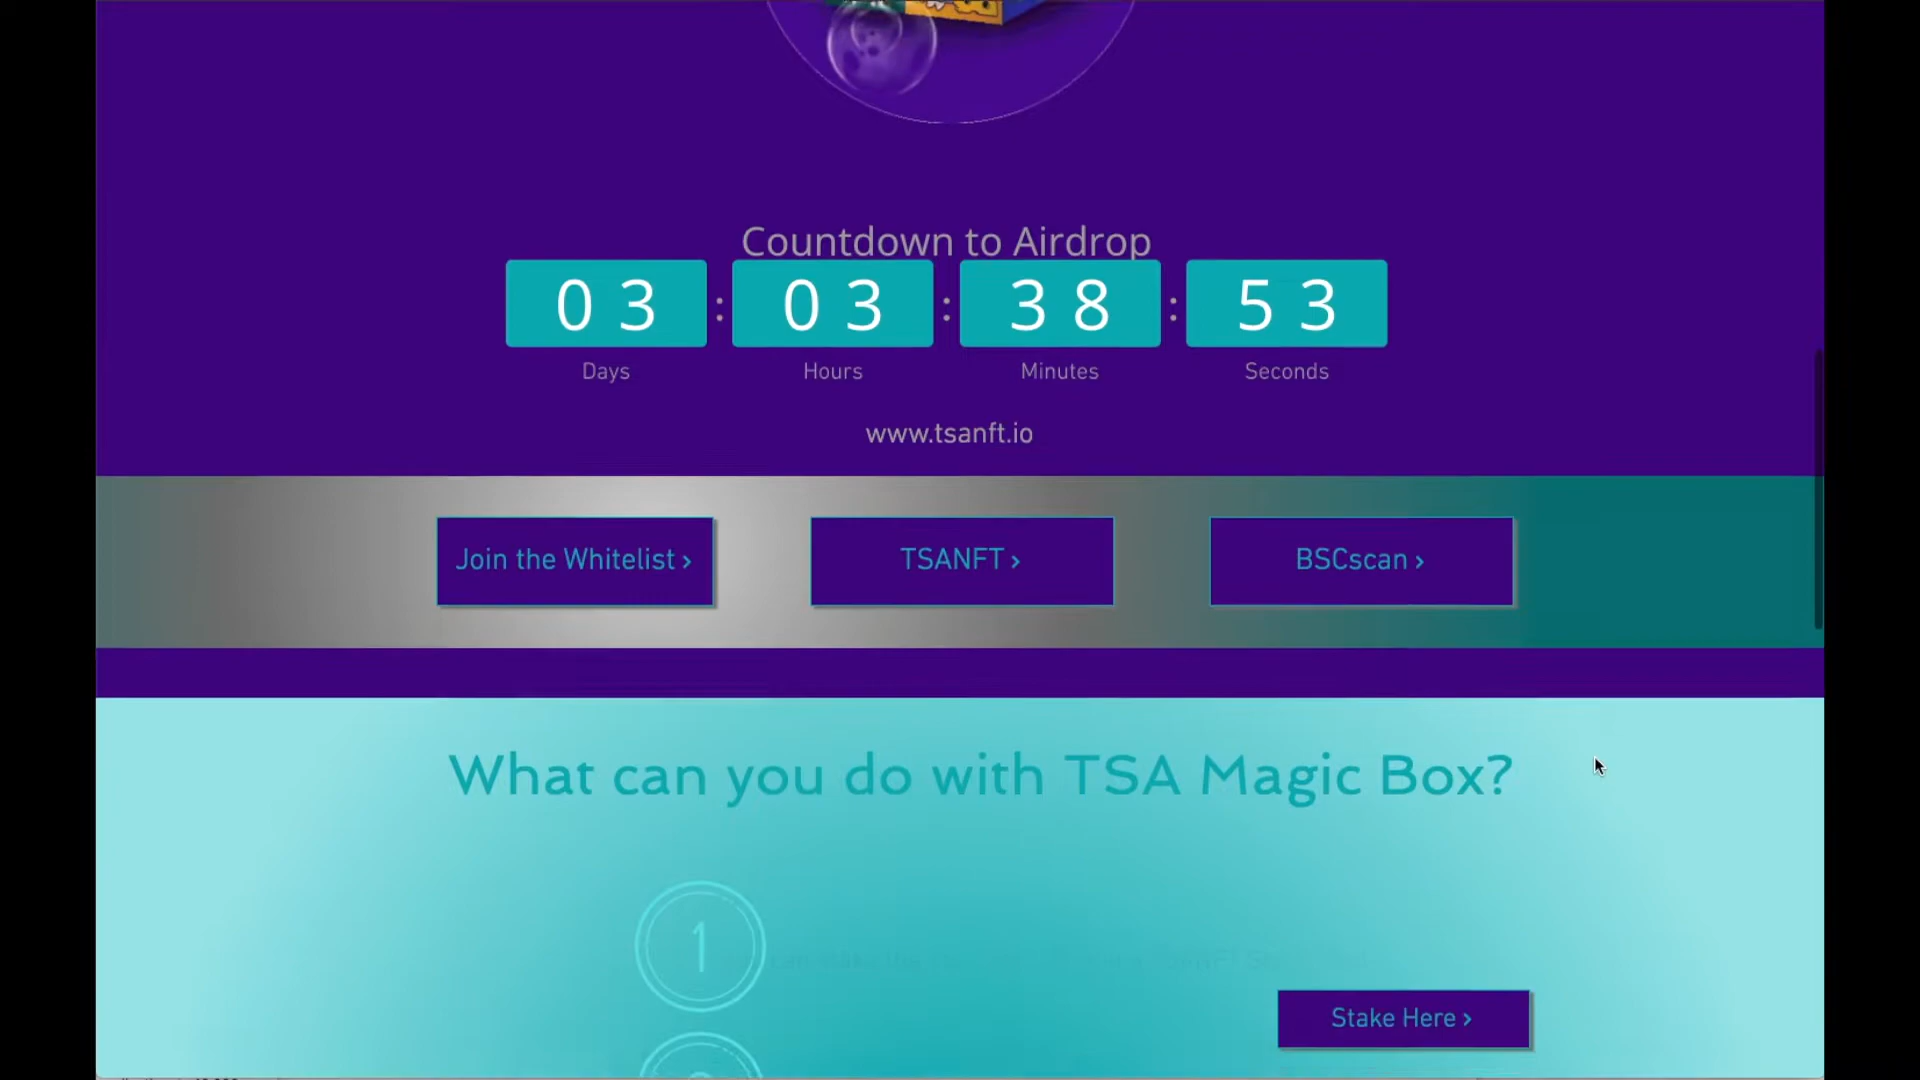 Countdown to Airdrop
03 : 03 : 38 : 53
Days Hours Minutes Seconds
www.tsanft.io
Join the Whitelist > TSANFT > BSCscan >
What can you do with TSA Magic Box?
1
Stake Here >